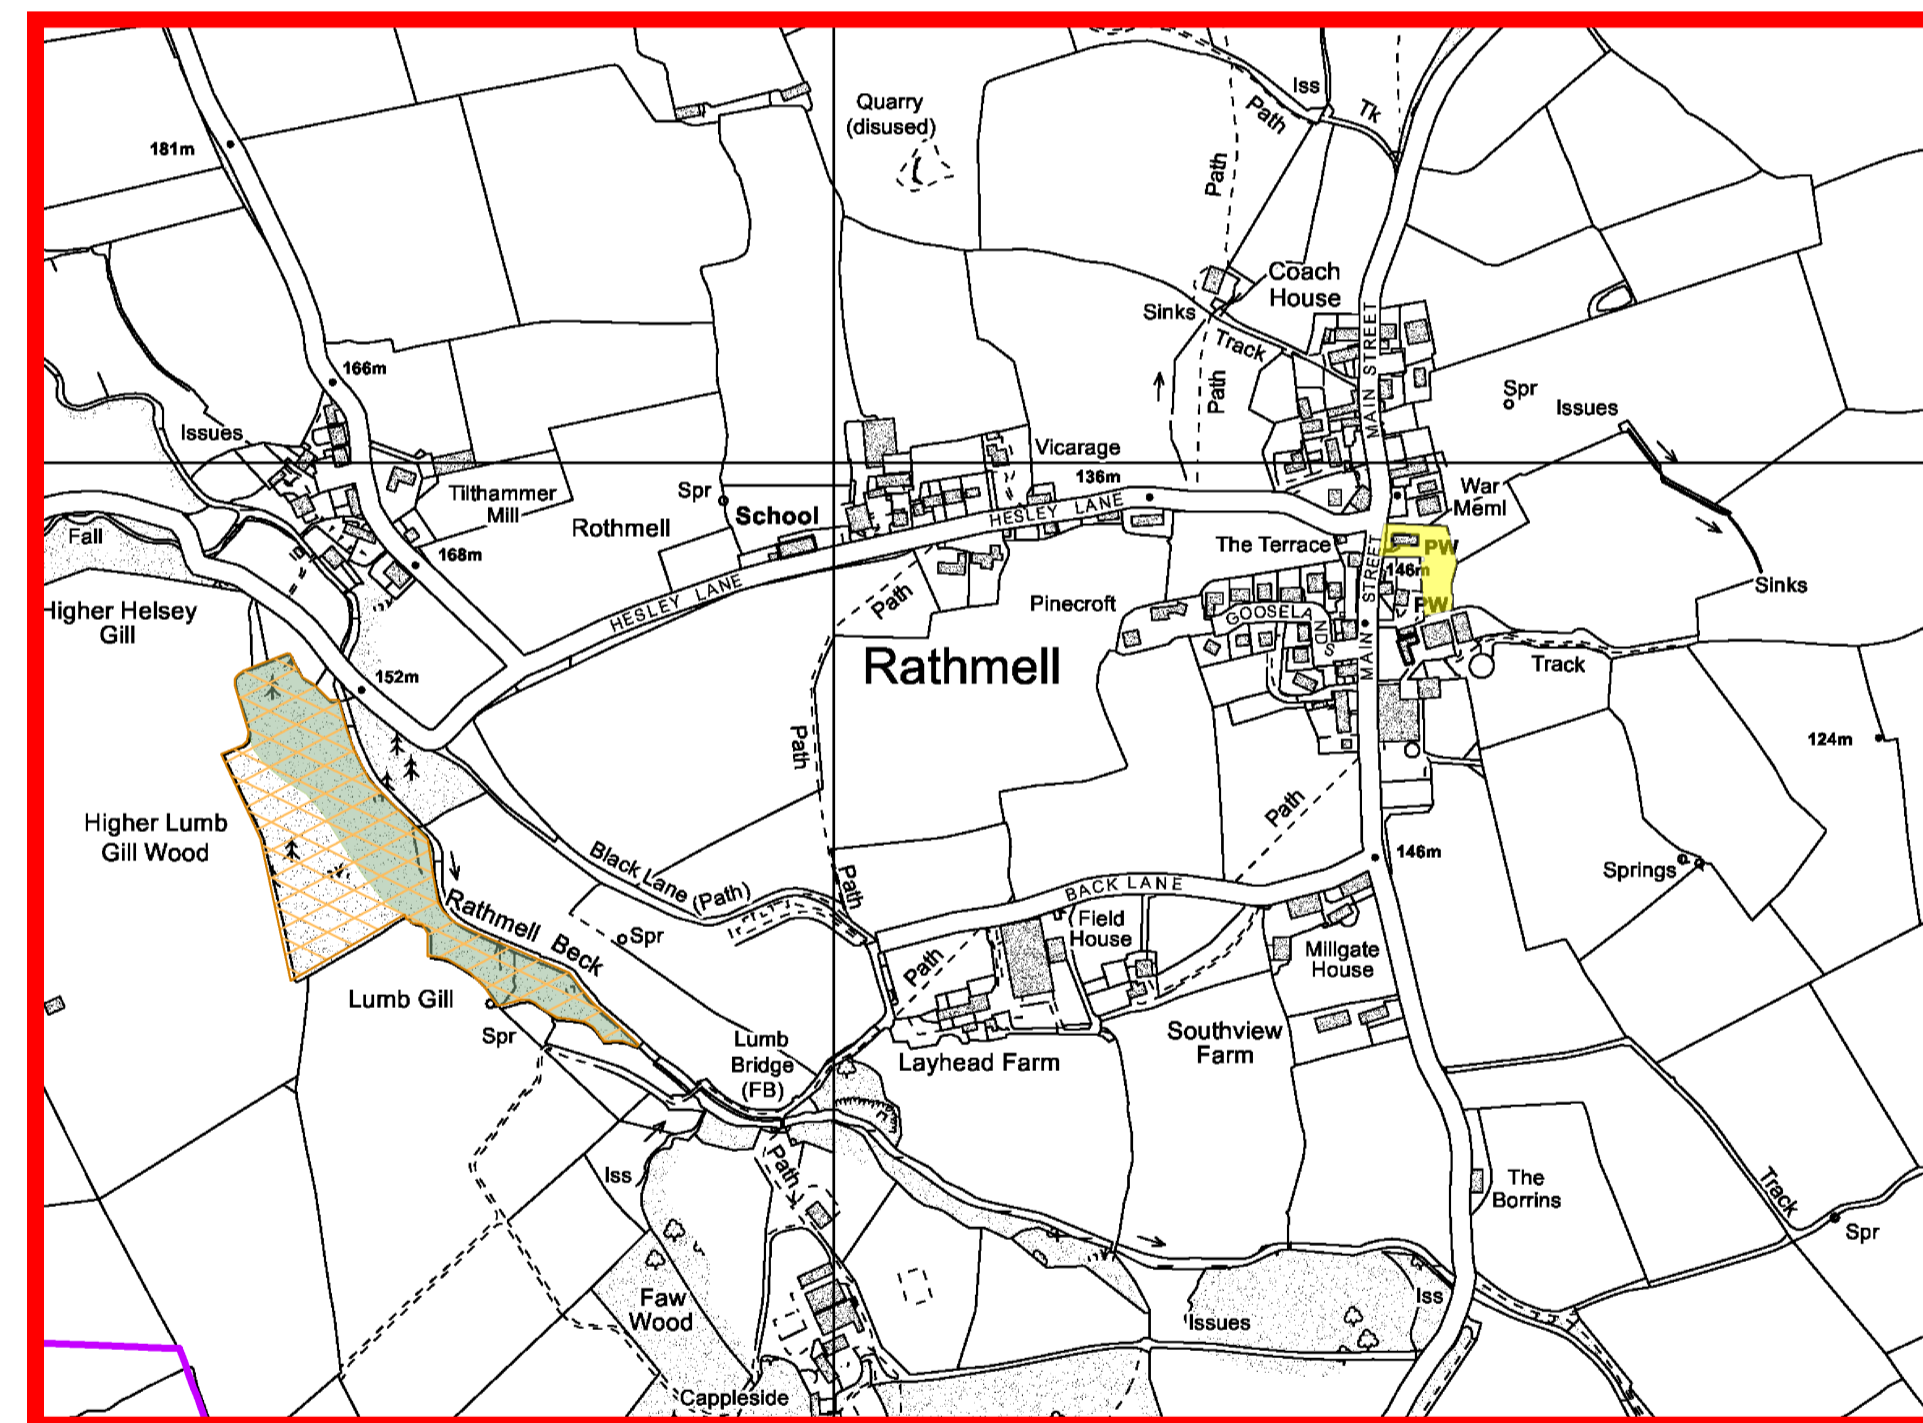 Quarry
(disused)
Iss
Path
Tk
181m
Path
Coach
House
Sinks
Track
MAIN STREET
166m
Path
Spr
Issues
Issues
Vicarage
136m
Tilthammer
Mill
Spr
School
Rothmell
HESLEY LANE
War
Meml
Fall
168m
The Terrace
PW
146m
Sinks
Higher Helsey
Gill
HESLEY LANE
Path
Pinecroft
GOOSELANDS
PW
MAIN STREET
Rathmell
Track
152m
Path
124m
Higher Lumb
Gill Wood
Path
146m
Black Lane (Path)
Path
BACK LANE
Springs
Rathmell Beck
Spr
Path
Field
House
Millgate
House
Lumb Gill
Spr
Lumb
Bridge
(FB)
Layhead Farm
Southview
Farm
Iss
Path
The
Borrins
Track
Spr
Faw
Wood
Issues
Iss
Cappleside